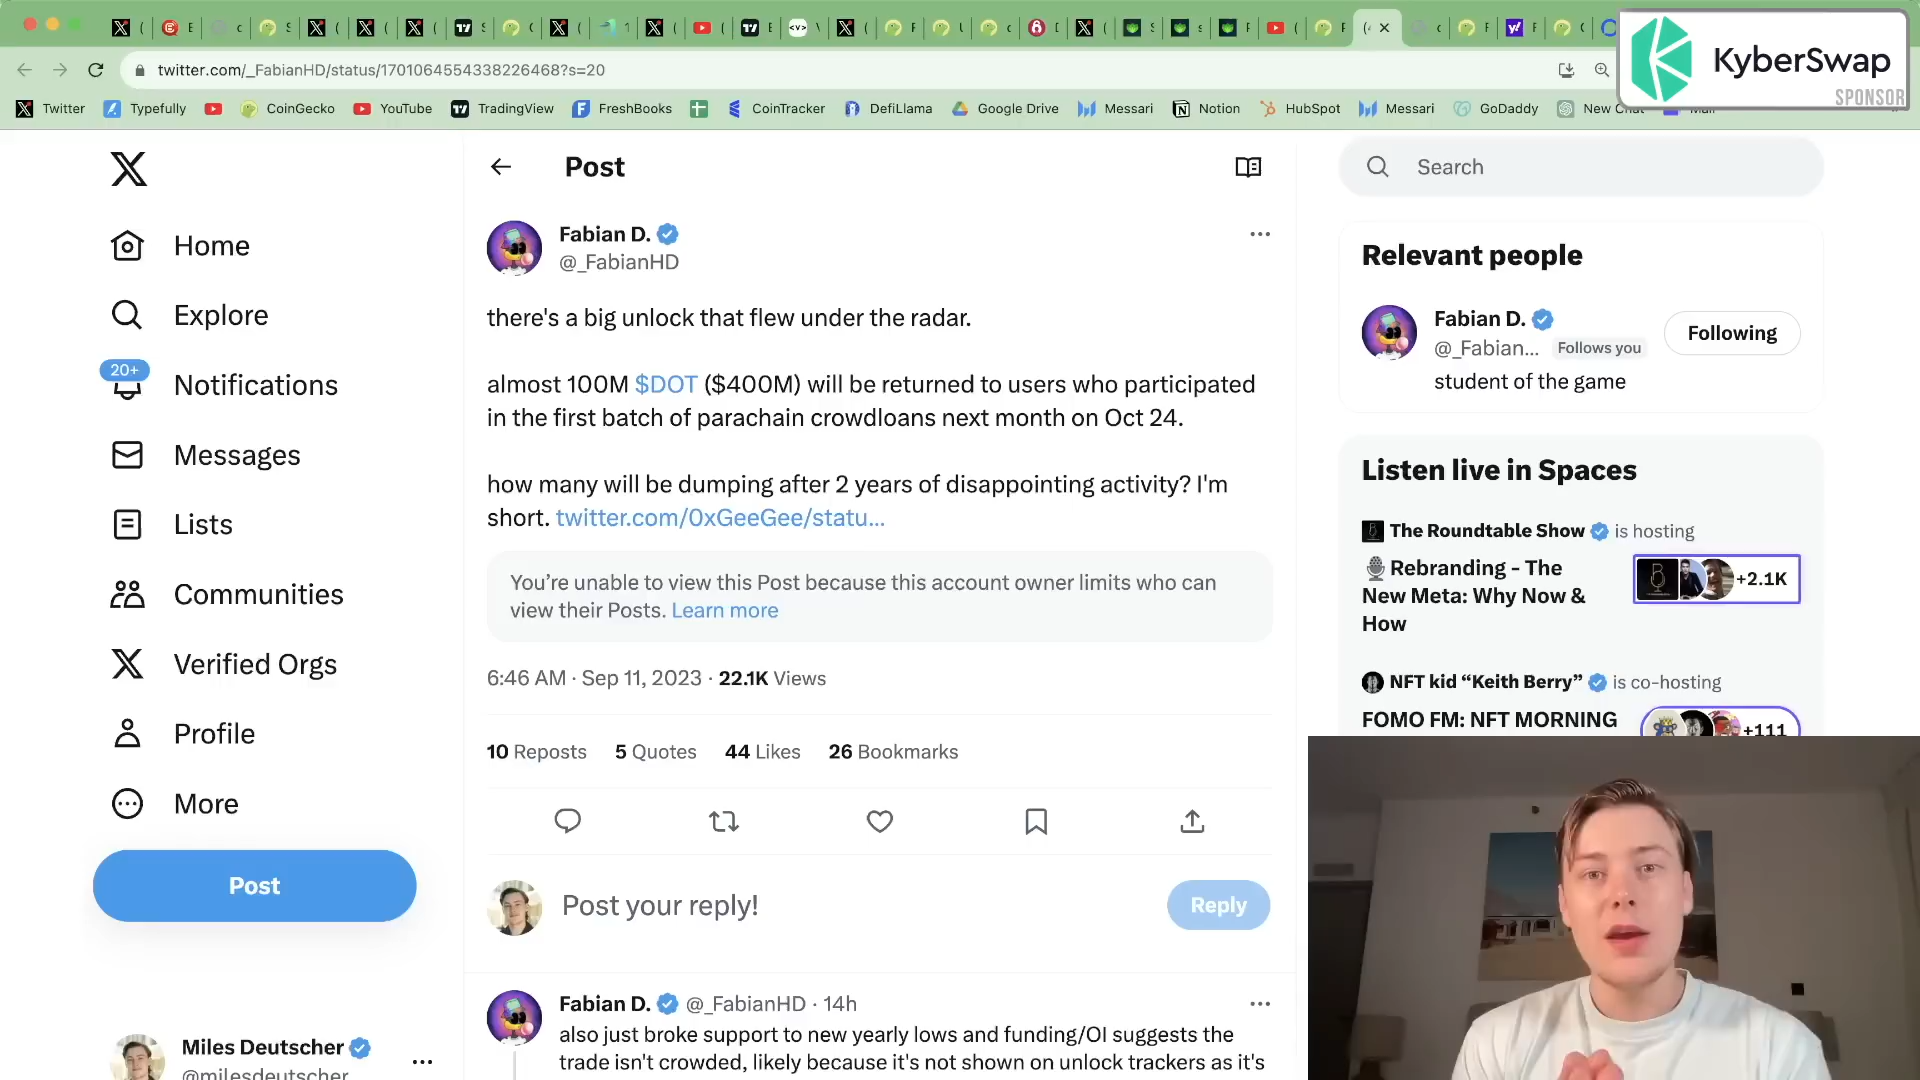 twitter.com/_FabianHD/status/1701064554338226468?s=20
KyberSwap
SPONSOR
Twitter
Typefully
CoinGecko
YouTube
TradingView
FreshBooks
CoinTracker
DefiLlama
Google Drive
Messari
Notion
HubSpot
Messari
GoDaddy
Home
Explore
20+
Notifications
Messages
Lists
Communities
Verified Orgs
Profile
More
Post
Miles Deutscher
@milesdeutscher
Post
Fabian D.
@_FabianHD
there's a big unlock that flew under the radar.
almost 100M $DOT ($400M) will be returned to users who participated
in the first batch of parachain crowdloans next month on Oct 24.
how many will be dumping after 2 years of disappointing activity? I'm
short. twitter.com/0xGeeGee/statu...
You’re unable to view this Post because this account owner limits who can
view their Posts. Learn more
6:46 AM · Sep 11, 2023 · 22.1K Views
10 Reposts 5 Quotes 44 Likes 26 Bookmarks
Post your reply!
Reply
Fabian D. @_FabianHD · 14h
also just broke support to new yearly lows and funding/OI suggests the
trade isn't crowded, likely because it's not shown on unlock trackers as it's
Search
Relevant people
Fabian D.
@_Fabian... Follows you
Following
student of the game
Listen live in Spaces
The Roundtable Show is hosting
Rebranding - The
New Meta: Why Now &
How
+2.1K
NFT kid “Keith Berry” is co-hosting
FOMO FM: NFT MORNING
+111